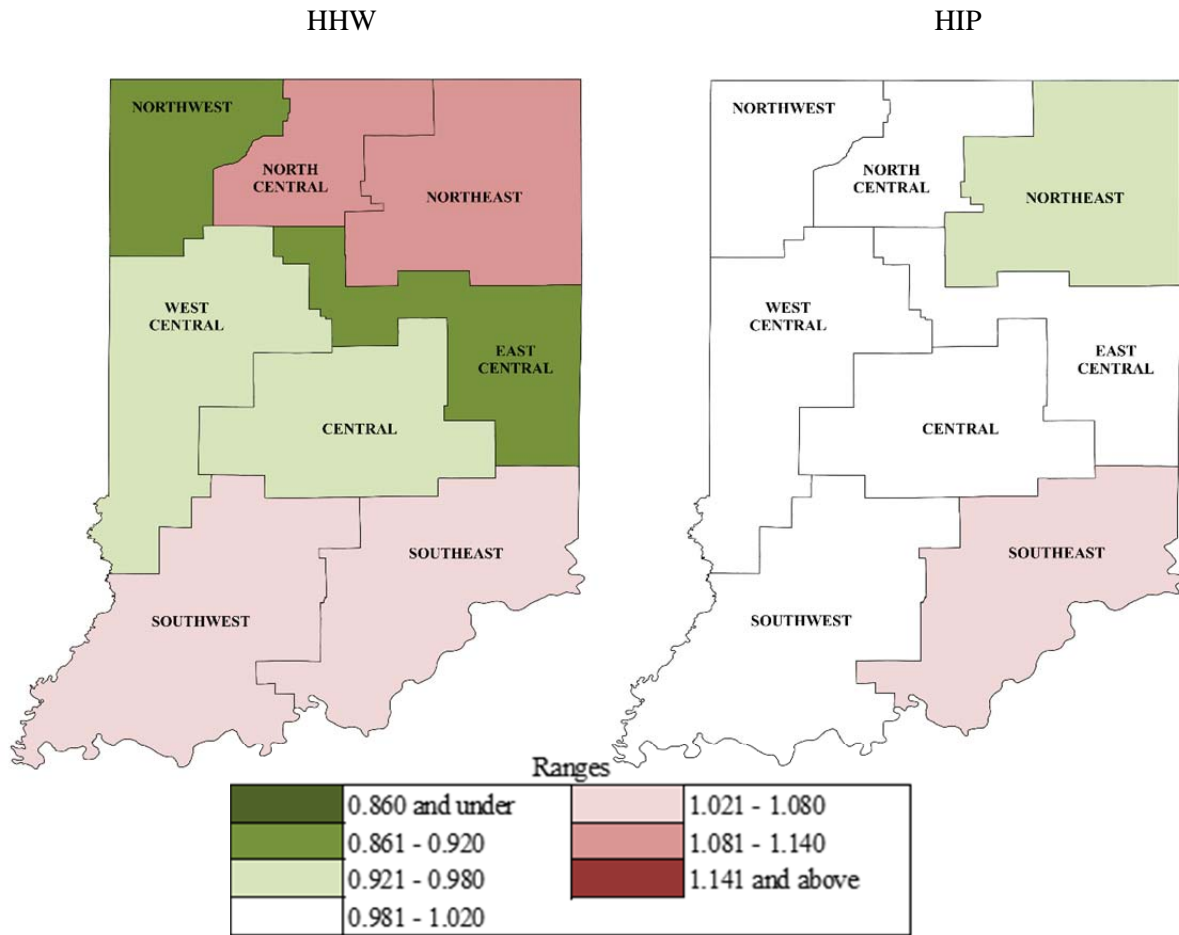 HHW
NORTHWEST
NORTH
CENTRAL
NORTHEAST
WEST
CENTRAL
EAST
CENTRAL
CENTRAL
SOUTHEAST
SOUTHWEST
HIP
NORTHWEST
NORTH
CENTRAL
NORTHEAST
WEST
CENTRAL
EAST
CENTRAL
CENTRAL
SOUTHEAST
SOUTHWEST
Ranges
0.860 and under
0.861 - 0.920
0.921 - 0.980
0.981 - 1.020
1.021 - 1.080
1.081 - 1.140
1.141 and above